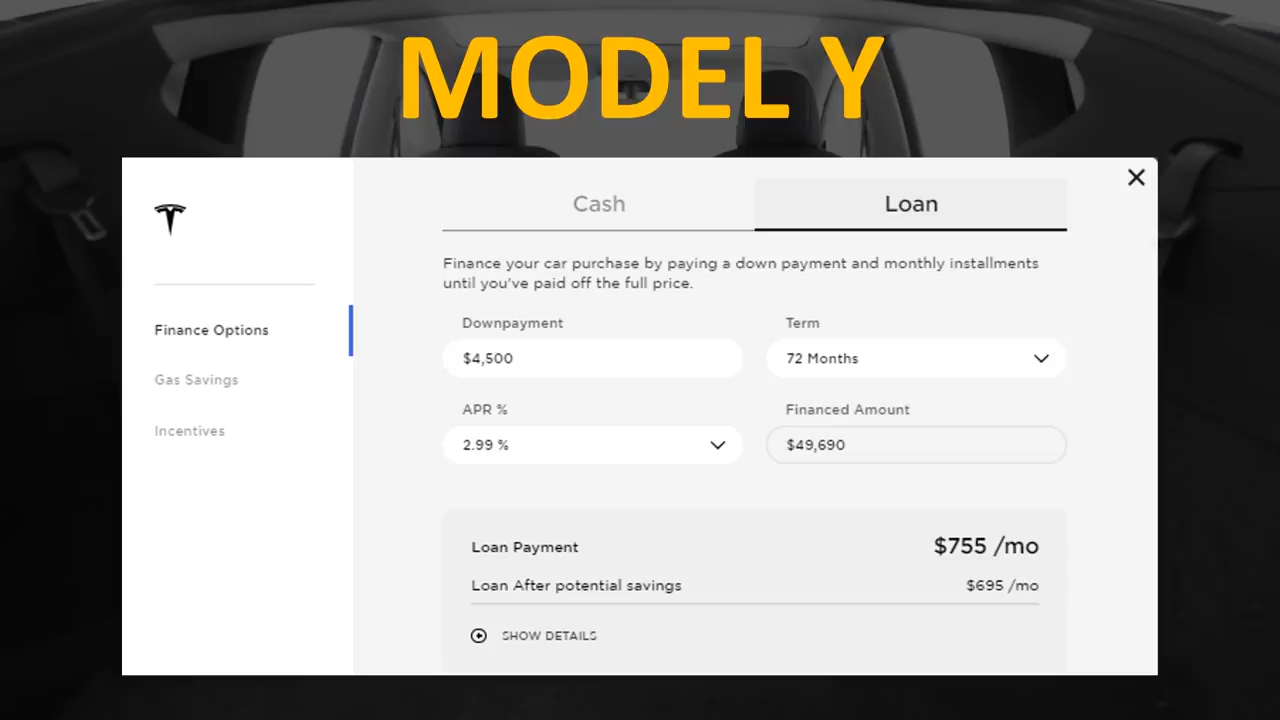 MODEL Y
Cash
Loan
Finance your car purchase by paying a down payment and monthly installments
until you've paid off the full price.
Finance Options
Gas Savings
Incentives
Downpayment
Term
$4,500
72 Months
APR %
Financed Amount
2.99 %
$49,690
Loan Payment
$755 /mo
Loan After potential savings
$695 /mo
SHOW DETAILS